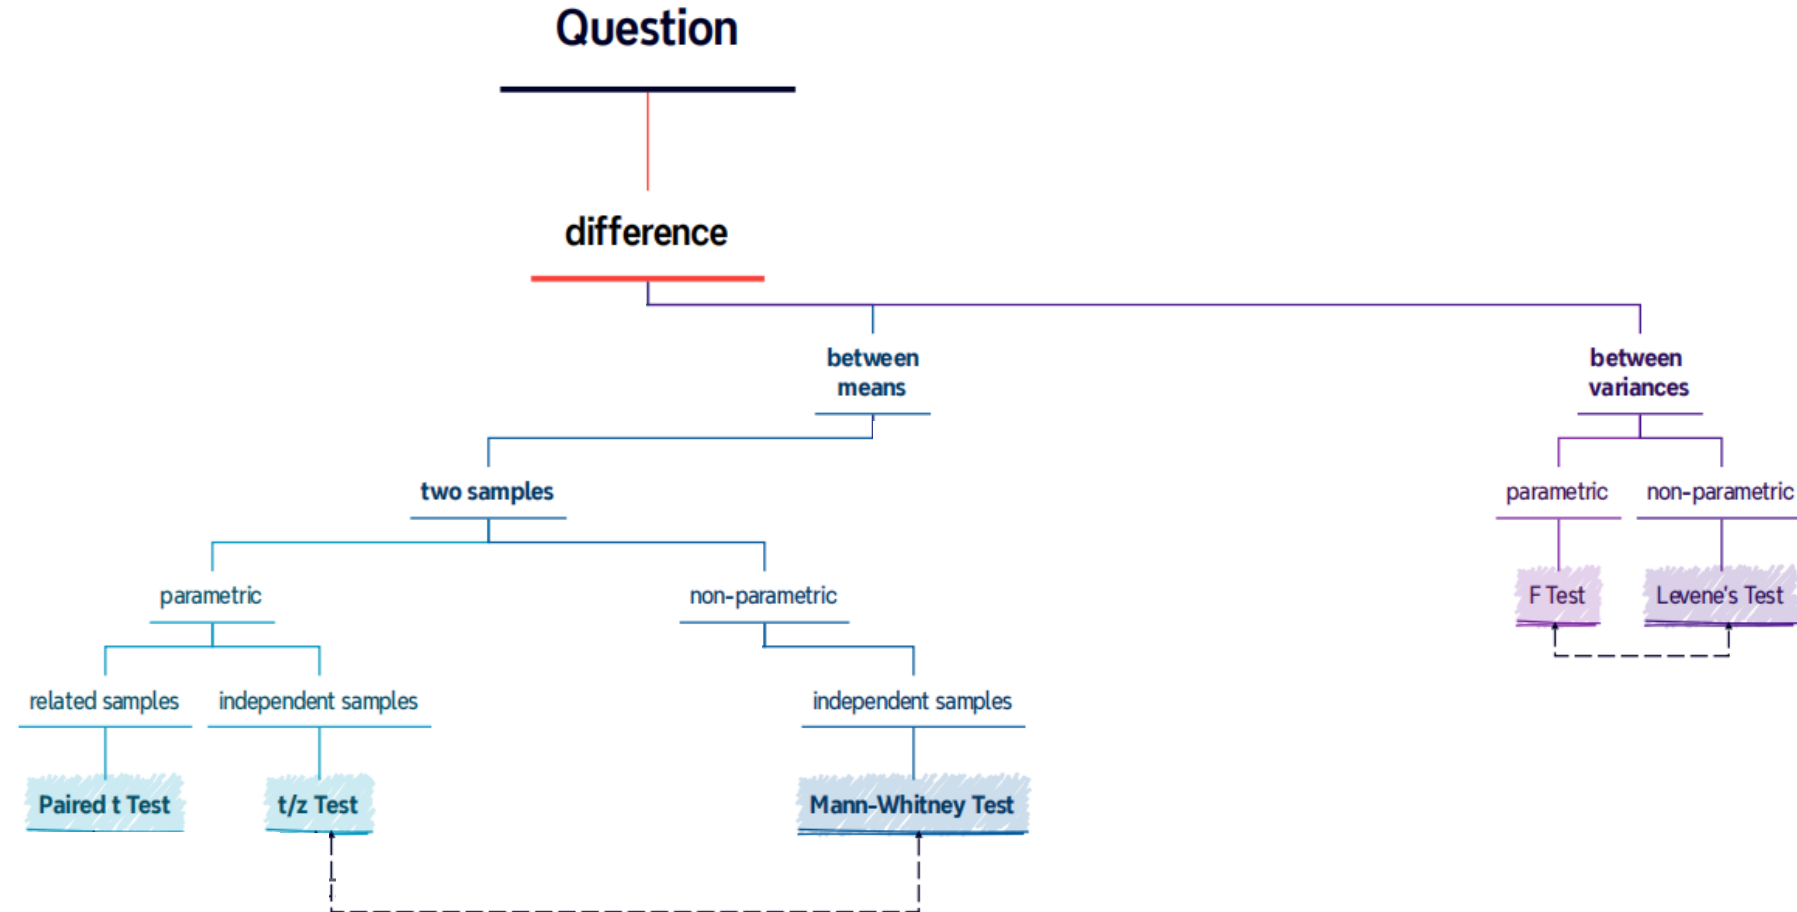 Question
difference
between
means
between
variances
two samples
parametric
non-parametric
parametric
non-parametric
F Test
Levene's Test
related samples
independent samples
independent samples
Paired t Test
t/z Test
Mann-Whitney Test